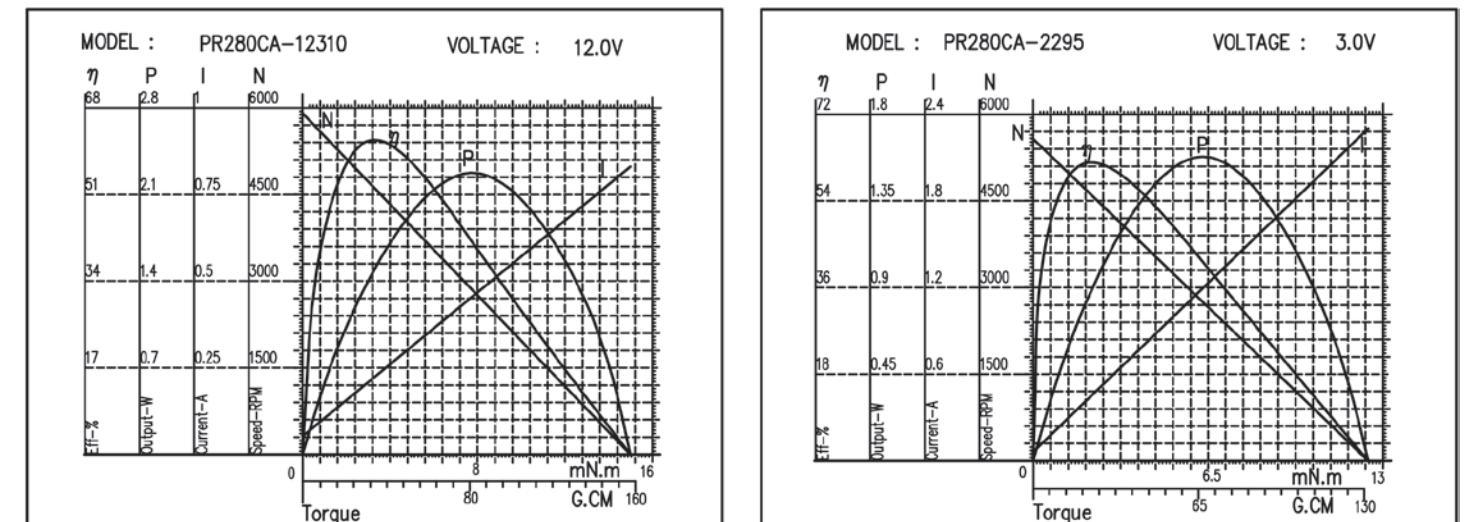 MODEL : PR280CA-12310 VOLTAGE : 12.0V
η P I N
68 2.8 1 6000
N
η
P
I
51 2.1 0.75 4500
34 1.4 0.5 3000
17 0.7 0.25 1500
Eff-% Output-W Current-A Speed-RPM
0 8 mN.m 16
80 G.CM 160
Torque
MODEL : PR280CA-2295 VOLTAGE : 3.0V
η P I N
72 1.8 2.4 6000
N
η
P
I
54 1.35 1.8 4500
36 0.9 1.2 3000
18 0.45 0.6 1500
Eff-% Output-W Current-A Speed-RPM
0 6.5 mN.m 13
65 G.CM 130
Torque